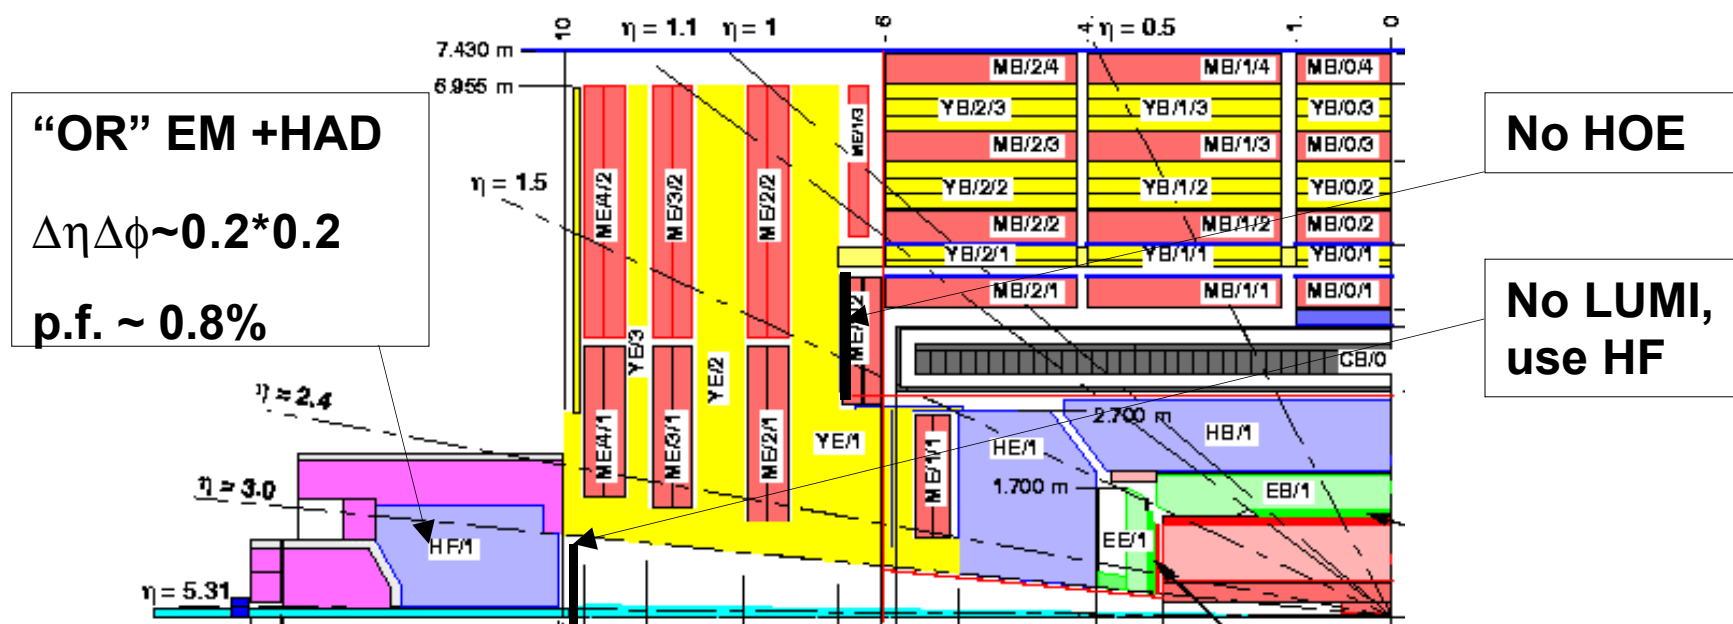 10
η = 1.1
η = 1
6
4
η = 0.5
1.
0
7.430 m
6.955 m
MB/2/4
MB/1/4
MB/0/4
YB/2/3
YB/1/3
YB/0/3
MB/2/3
MB/1/3
MB/0/3
YB/2/2
YB/1/2
YB/0/2
MB/2/2
MB/1/2
MB/0/2
YB/2/1
YB/1/1
YB/0/1
MB/2/1
MB/1/1
MB/0/1
“OR” EM +HAD
ΔηΔϕ~0.2*0.2
p.f. ~ 0.8%
No HOE
No LUMI,
use HF
η = 1.5
ME/4/2
ME/3/2
ME/2/2
ME/1/3
YE/3
YE/2
CB/0
η = 2.4
ME/4/1
ME/3/1
ME/2/1
YE/1
ME/1/1
HE/1
2.700 m
HB/1
η = 3.0
1.700 m
EB/1
HF/1
EE/1
η = 5.31